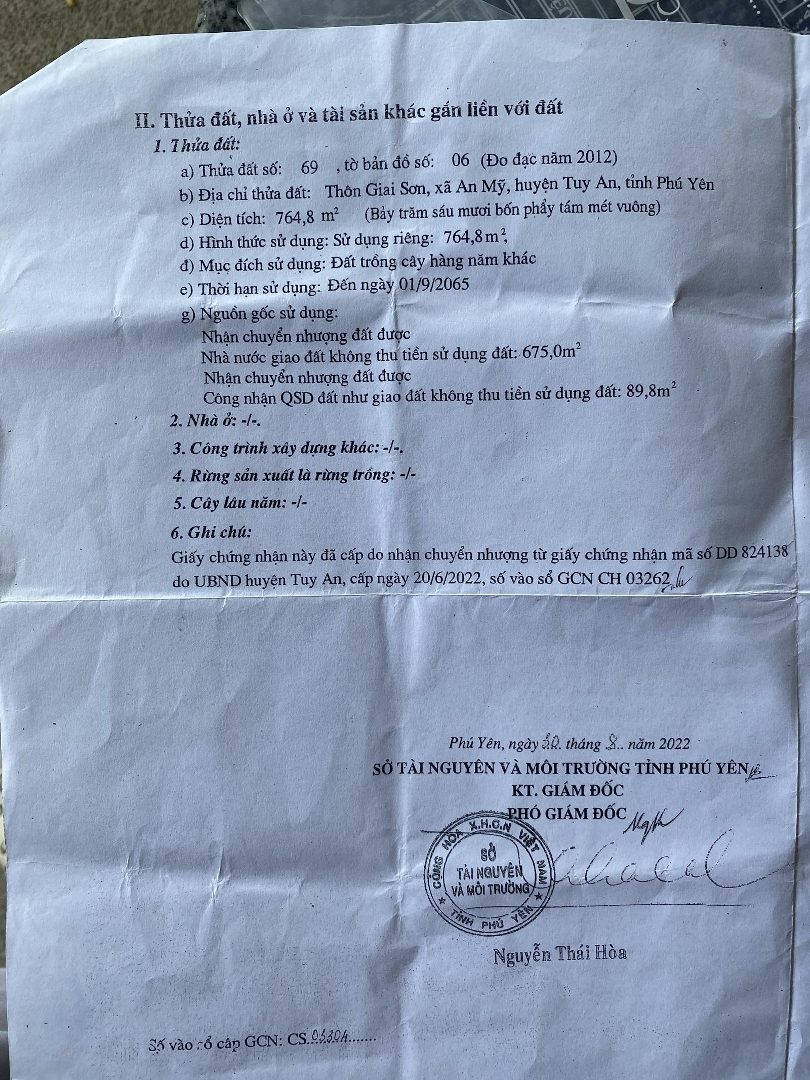 II. Thửa đất, nhà ở và tài sản khác gắn liền với đất
1. Thửa đất:
a) Thửa đất số: 69 , tờ bản đồ số: 06 (Đo đạc năm 2012)
b) Địa chỉ thửa đất: Thôn Giai Sơn, xã An Mỹ, huyện Tuy An, tỉnh Phú Yên
c) Diện tích: 764,8 m² (Bảy trăm sáu mươi bốn phẩy tám mét vuông)
d) Hình thức sử dụng: Sử dụng riêng: 764,8m²,
đ) Mục đích sử dụng: Đất trồng cây hàng năm khác
e) Thời hạn sử dụng: Đến ngày 01/9/2065
g) Nguồn gốc sử dụng:
Nhận chuyển nhượng đất được
Nhà nước giao đất không thu tiền sử dụng đất: 675,0m²
Nhận chuyển nhượng đất được
Công nhận QSD đất như giao đất không thu tiền sử dụng đất: 89,8m²
2. Nhà ở: -/-.
3. Công trình xây dựng khác: -/-.
4. Rừng sản xuất là rừng trồng: -/-
5. Cây lâu năm: -/-
6. Ghi chú:
Giấy chứng nhận này đã cấp do nhận chuyển nhượng từ giấy chứng nhận mã số DD 824138
do UBND huyện Tuy An, cấp ngày 20/6/2022, số vào sổ GCN CH 03262
Phú Yên, ngày 30. tháng 8.. năm 2022
SỞ TÀI NGUYÊN VÀ MÔI TRƯỜNG TỈNH PHÚ YÊN
KT. GIÁM ĐỐC
PHÓ GIÁM ĐỐC
CỘNG HÒA X.H.C.N VIỆT NAM
SỞ
TÀI NGUYÊN
VÀ MÔI TRƯỜNG
★ TỈNH PHÚ YÊN ★
Nguyễn Thái Hòa
Số vào sổ cấp GCN: CS.03304.......